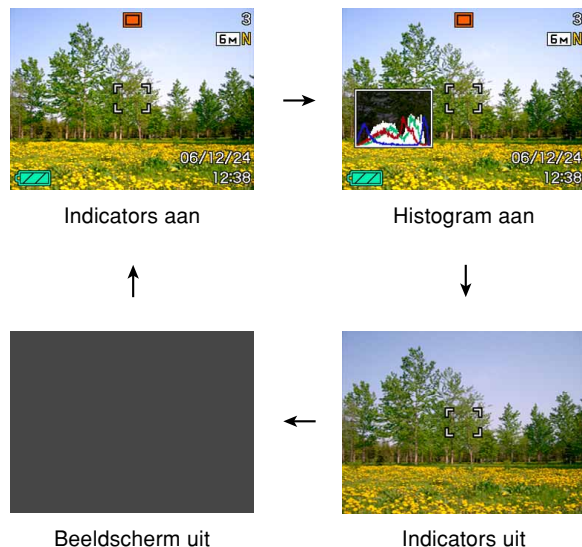 3
6M N
06/12/24
12:38
Indicators aan
3
6M N
06/12/24
12:38
Histogram aan
Beeldscherm uit
Indicators uit